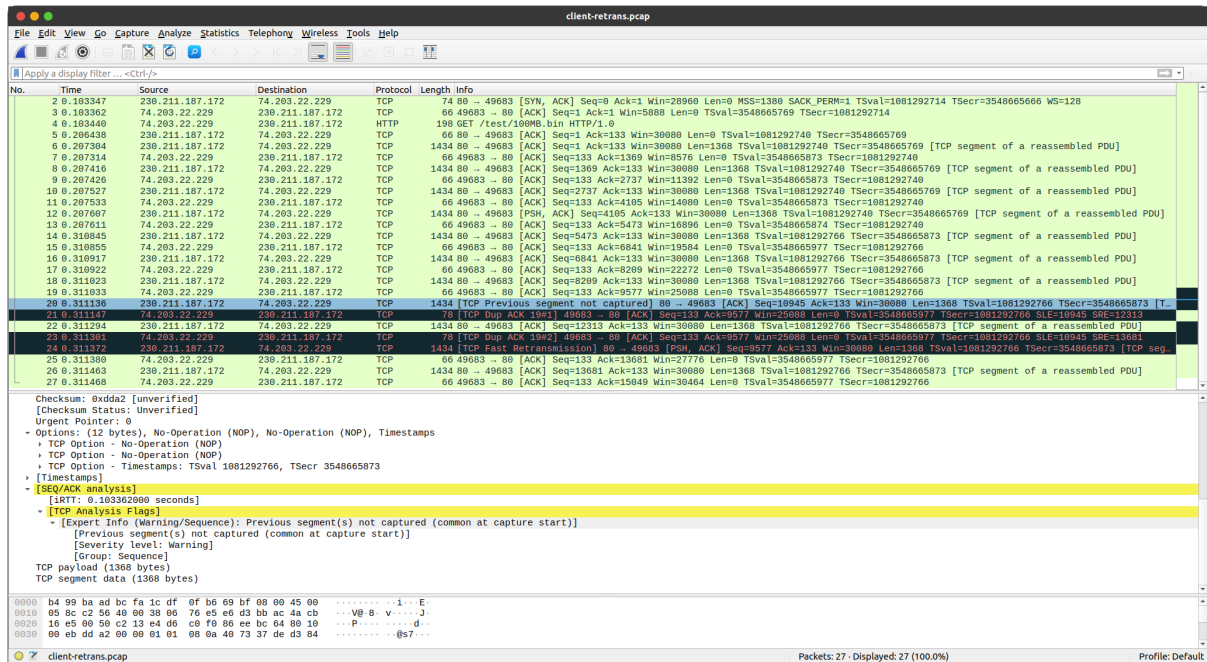 client-retrans.pcap
File Edit View Go Capture Analyze Statistics Telephony Wireless Tools Help
Apply a display filter ... <Ctrl-/>
No. Time Source Destination Protocol Length Info
2 0.103347 230.211.187.172 74.203.22.229 TCP 74 80 → 49683 [SYN, ACK] Seq=0 Ack=1 Win=28960 Len=0 MSS=1380 SACK_PERM=1 TSval=1081292714 TSecr=3548665666 WS=128
3 0.103362 74.203.22.229 230.211.187.172 TCP 66 49683 → 80 [ACK] Seq=1 Ack=1 Win=5888 Len=0 TSval=3548665769 TSecr=1081292714
4 0.103440 74.203.22.229 230.211.187.172 HTTP 198 GET /test/100MB.bin HTTP/1.0
5 0.206438 230.211.187.172 74.203.22.229 TCP 66 80 → 49683 [ACK] Seq=1 Ack=133 Win=30080 Len=0 TSval=1081292740 TSecr=3548665769
6 0.207304 230.211.187.172 74.203.22.229 TCP 1434 80 → 49683 [ACK] Seq=1 Ack=133 Win=30080 Len=1368 TSval=1081292740 TSecr=3548665769 [TCP segment of a reassembled PDU]
7 0.207314 74.203.22.229 230.211.187.172 TCP 66 49683 → 80 [ACK] Seq=133 Ack=1369 Win=8576 Len=0 TSval=3548665873 TSecr=1081292740
8 0.207416 230.211.187.172 74.203.22.229 TCP 1434 80 → 49683 [ACK] Seq=1369 Ack=133 Win=30080 Len=1368 TSval=1081292740 TSecr=3548665769 [TCP segment of a reassembled PDU]
9 0.207426 74.203.22.229 230.211.187.172 TCP 66 49683 → 80 [ACK] Seq=133 Ack=2737 Win=11392 Len=0 TSval=3548665873 TSecr=1081292740
10 0.207527 230.211.187.172 74.203.22.229 TCP 1434 80 → 49683 [ACK] Seq=2737 Ack=133 Win=30080 Len=1368 TSval=1081292740 TSecr=3548665769 [TCP segment of a reassembled PDU]
11 0.207533 74.203.22.229 230.211.187.172 TCP 66 49683 → 80 [ACK] Seq=133 Ack=4105 Win=14080 Len=0 TSval=3548665873 TSecr=1081292740
12 0.207607 230.211.187.172 74.203.22.229 TCP 1434 80 → 49683 [PSH, ACK] Seq=4105 Ack=133 Win=30080 Len=1368 TSval=1081292740 TSecr=3548665769 [TCP segment of a reassembled PDU]
13 0.207611 74.203.22.229 230.211.187.172 TCP 66 49683 → 80 [ACK] Seq=133 Ack=5473 Win=16896 Len=0 TSval=3548665874 TSecr=1081292740
14 0.310845 230.211.187.172 74.203.22.229 TCP 1434 80 → 49683 [ACK] Seq=5473 Ack=133 Win=30080 Len=1368 TSval=1081292766 TSecr=3548665873 [TCP segment of a reassembled PDU]
15 0.310855 74.203.22.229 230.211.187.172 TCP 66 49683 → 80 [ACK] Seq=133 Ack=6841 Win=19584 Len=0 TSval=3548665977 TSecr=1081292766
16 0.310917 230.211.187.172 74.203.22.229 TCP 1434 80 → 49683 [ACK] Seq=6841 Ack=133 Win=30080 Len=1368 TSval=1081292766 TSecr=3548665873 [TCP segment of a reassembled PDU]
17 0.310922 74.203.22.229 230.211.187.172 TCP 66 49683 → 80 [ACK] Seq=133 Ack=8209 Win=22272 Len=0 TSval=3548665977 TSecr=1081292766
18 0.311023 230.211.187.172 74.203.22.229 TCP 1434 80 → 49683 [ACK] Seq=8209 Ack=133 Win=30080 Len=1368 TSval=1081292766 TSecr=3548665873 [TCP segment of a reassembled PDU]
19 0.311033 74.203.22.229 230.211.187.172 TCP 66 49683 → 80 [ACK] Seq=133 Ack=9577 Win=25088 Len=0 TSval=3548665977 TSecr=1081292766
20 0.311136 230.211.187.172 74.203.22.229 TCP 1434 [TCP Previous segment not captured] 80 → 49683 [ACK] Seq=10945 Ack=133 Win=30080 Len=1368 TSval=1081292766 TSecr=3548665873 [T…
21 0.311147 74.203.22.229 230.211.187.172 TCP 78 [TCP Dup ACK 19#1] 49683 → 80 [ACK] Seq=133 Ack=9577 Win=25088 Len=0 TSval=3548665977 TSecr=1081292766 SLE=10945 SRE=12313
22 0.311294 230.211.187.172 74.203.22.229 TCP 1434 80 → 49683 [ACK] Seq=12313 Ack=133 Win=30080 Len=1368 TSval=1081292766 TSecr=3548665873 [TCP segment of a reassembled PDU]
23 0.311301 74.203.22.229 230.211.187.172 TCP 78 [TCP Dup ACK 19#2] 49683 → 80 [ACK] Seq=133 Ack=9577 Win=25088 Len=0 TSval=3548665977 TSecr=1081292766 SLE=10945 SRE=13681
24 0.311372 230.211.187.172 74.203.22.229 TCP 1434 [TCP Fast Retransmission] 80 → 49683 [PSH, ACK] Seq=9577 Ack=133 Win=30080 Len=1368 TSval=1081292766 TSecr=3548665873 [TCP seg…
25 0.311380 74.203.22.229 230.211.187.172 TCP 66 49683 → 80 [ACK] Seq=133 Ack=13681 Win=27776 Len=0 TSval=3548665977 TSecr=1081292766
26 0.311463 230.211.187.172 74.203.22.229 TCP 1434 80 → 49683 [ACK] Seq=13681 Ack=133 Win=30080 Len=1368 TSval=1081292766 TSecr=3548665873 [TCP segment of a reassembled PDU]
27 0.311468 74.203.22.229 230.211.187.172 TCP 66 49683 → 80 [ACK] Seq=133 Ack=15049 Win=30464 Len=0 TSval=3548665977 TSecr=1081292766
Checksum: 0xdda2 [unverified]
[Checksum Status: Unverified]
Urgent Pointer: 0
Options: (12 bytes), No-Operation (NOP), No-Operation (NOP), Timestamps
TCP Option - No-Operation (NOP)
TCP Option - No-Operation (NOP)
TCP Option - Timestamps: TSval 1081292766, TSecr 3548665873
[Timestamps]
[SEQ/ACK analysis]
[iRTT: 0.103362000 seconds]
[TCP Analysis Flags]
[Expert Info (Warning/Sequence): Previous segment(s) not captured (common at capture start)]
[Previous segment(s) not captured (common at capture start)]
[Severity level: Warning]
[Group: Sequence]
TCP payload (1368 bytes)
TCP segment data (1368 bytes)
0000 b4 99 ba ad bc fa 1c df 0f b6 69 bf 08 00 45 00 ········ ··i···E·
0010 05 8c c2 56 40 00 38 06 76 e5 e6 d3 bb ac 4a cb ···V@·8· v·····J·
0020 16 e5 00 50 c2 13 e4 d6 c0 f0 86 ee bc 64 80 10 ···P···· ·····d··
0030 00 eb dd a2 00 00 01 01 08 0a 40 73 37 de d3 84 ········ ··@s7···
client-retrans.pcap
Packets: 27 · Displayed: 27 (100.0%)
Profile: Default